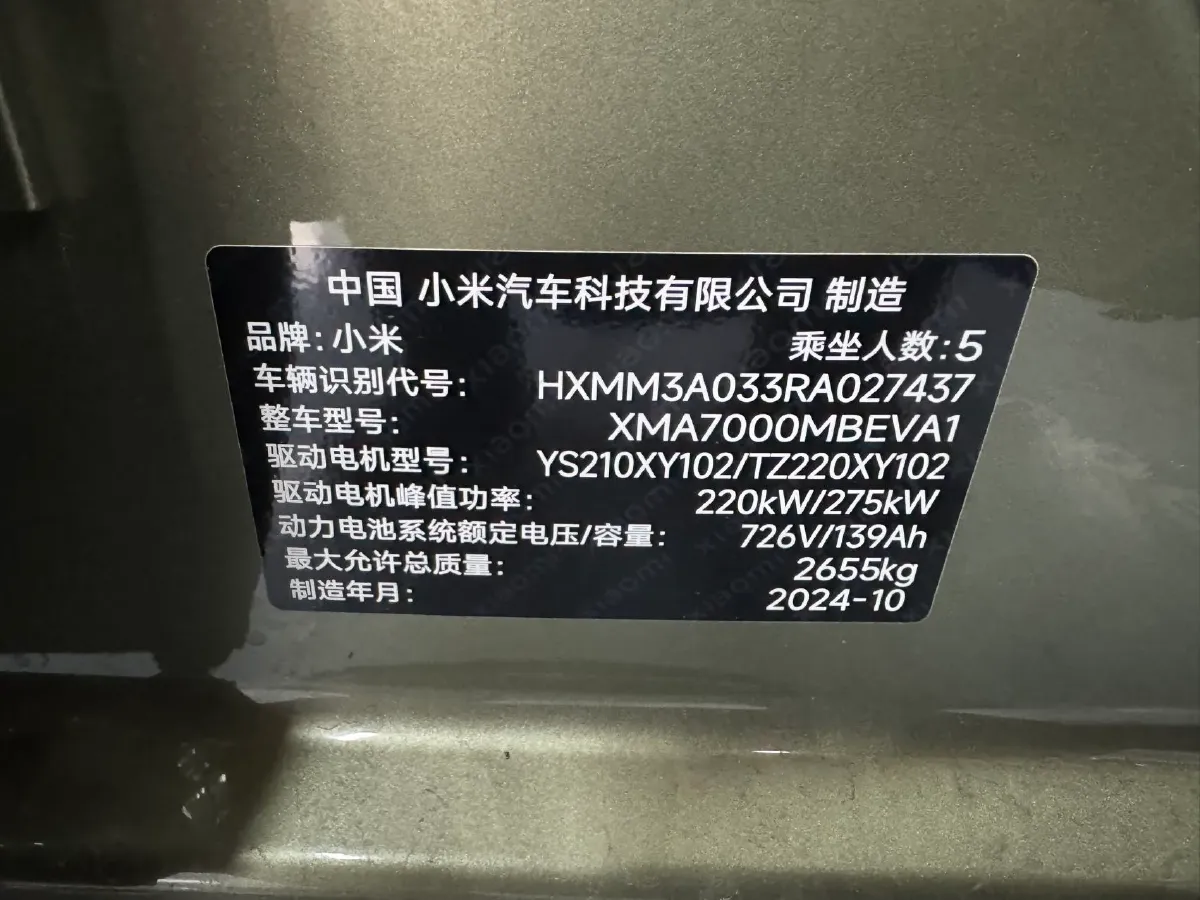 中国 小米汽车科技有限公司 制造
品牌:小米 乘坐人数:5
车辆识别代号: HXMM3A033RA027437
整车型号: XMA7000MBEVA1
驱动电机型号: YS210XY102/TZ220XY102
驱动电机峰值功率: 220kW/275kW
动力电池系统额定电压/容量: 726V/139Ah
最大允许总质量: 2655kg
制造年月: 2024-10